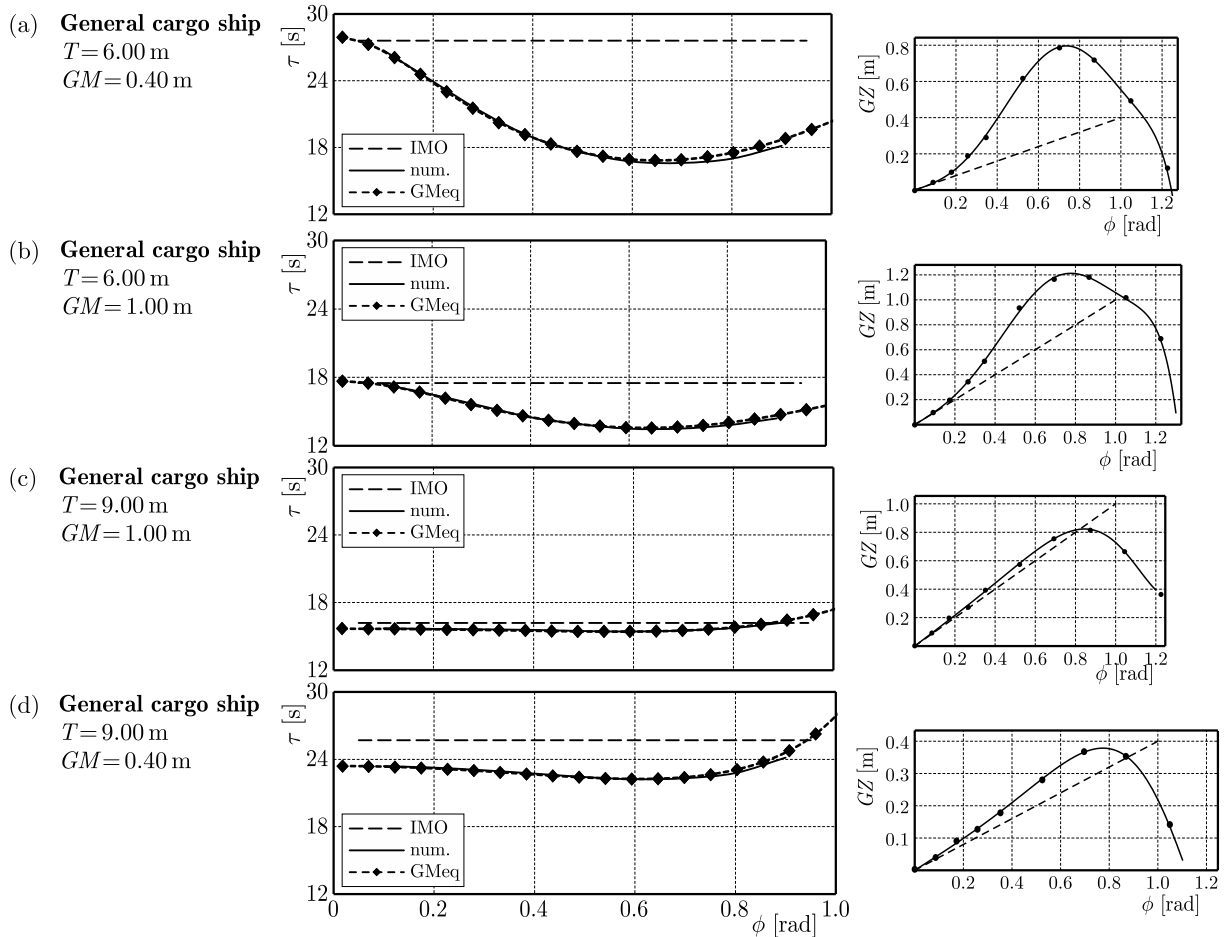 (a) General cargo ship
T = 6.00 m
GM = 0.40 m
τ [s]
30
24
18
12
IMO
num.
GMeq
GZ [m]
0.8
0.6
0.4
0.2
0.2 0.4 0.6 0.8 1.0 1.2
ϕ [rad]
(b) General cargo ship
T = 6.00 m
GM = 1.00 m
τ [s]
30
24
18
12
IMO
num.
GMeq
GZ [m]
1.2
1.0
0.8
0.6
0.4
0.2
0.2 0.4 0.6 0.8 1.0 1.2
ϕ [rad]
(c) General cargo ship
T = 9.00 m
GM = 1.00 m
τ [s]
30
24
18
12
IMO
num.
GMeq
GZ [m]
1.0
0.8
0.6
0.4
0.2
0.2 0.4 0.6 0.8 1.0 1.2
ϕ [rad]
(d) General cargo ship
T = 9.00 m
GM = 0.40 m
τ [s]
30
24
18
12
IMO
num.
GMeq
0 0.2 0.4 0.6 0.8 1.0
ϕ [rad]
GZ [m]
0.4
0.3
0.2
0.1
0.2 0.4 0.6 0.8 1.0 1.2
ϕ [rad]